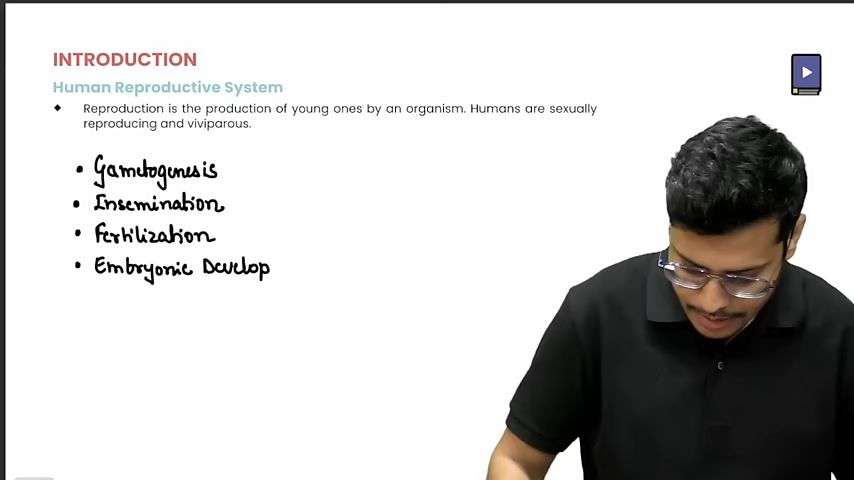 INTRODUCTION
Human Reproductive System
Reproduction is the production of young ones by an organism. Humans are sexually
reproducing and viviparous.
• Gametogenesis
• Insemination
• Fertilization
• Embryonic Develop